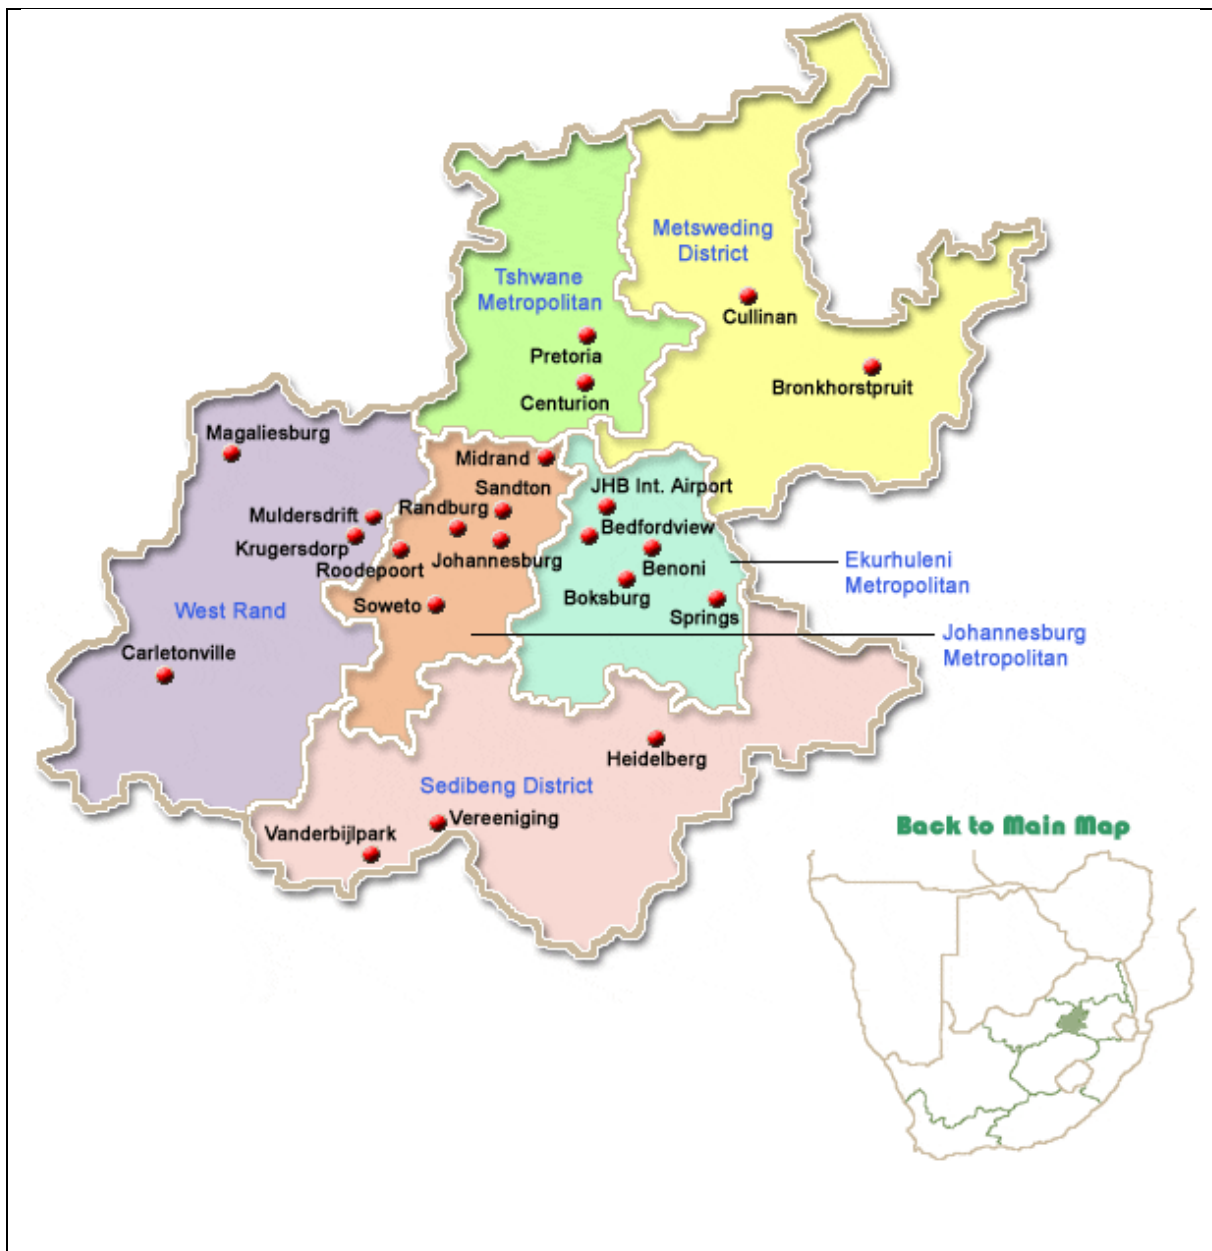 Metsweding
District
Tshwane
Metropolitan
Cullinan
Pretoria
Bronkhorstpruit
Centurion
Magaliesburg
Midrand
Sandton
JHB Int. Airport
Muldersdrift
Randburg
Bedfordview
Krugersdorp
Johannesburg
Roodepoort
Benoni
Ekurhuleni
Metropolitan
Boksburg
West Rand
Soweto
Springs
Johannesburg
Metropolitan
Carletonville
Heidelberg
Sedibeng District
Vereeniging
Vanderbijlpark
Back to Main Map